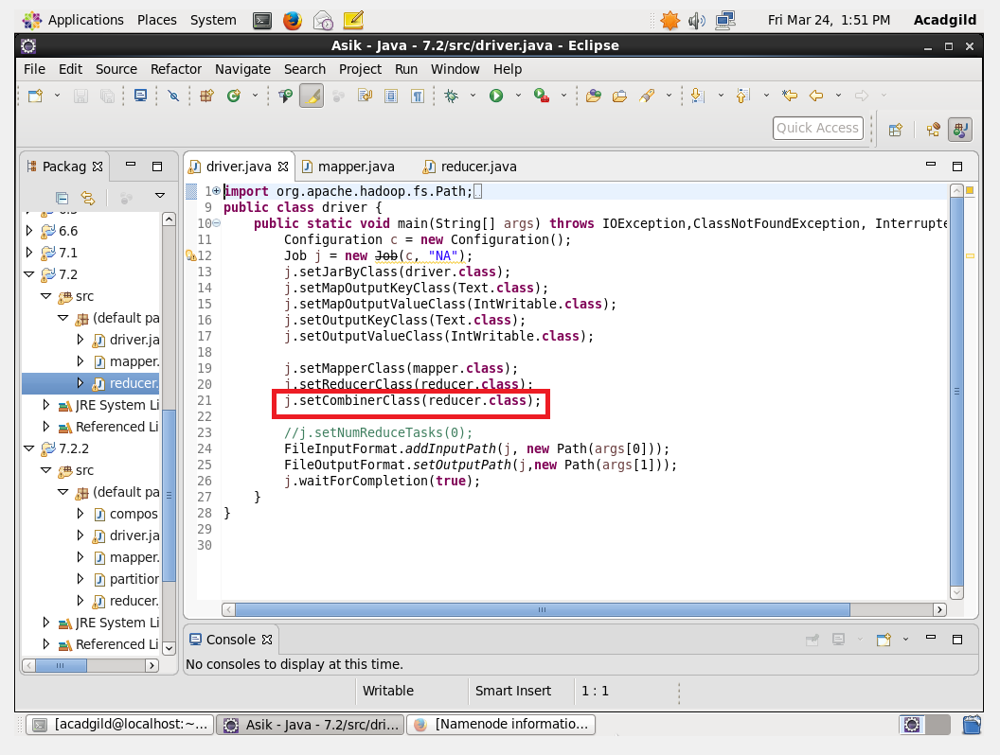 Applications Places System Fri Mar 24, 1:51 PM Acadgild
Asik - Java - 7.2/src/driver.java - Eclipse
File Edit Source Refactor Navigate Search Project Run Window Help
Quick Access
Packag
6.6
7.1
7.2
src
(default pa
driver.ja
mapper.
reducer.
JRE System Li
Referenced Li
7.2.2
src
(default pa
compos
driver.ja
mapper.
partition
reducer.
JRE System Li
Referenced Li
driver.java mapper.java reducer.java
1 import org.apache.hadoop.fs.Path;
9 public class driver {
10 public static void main(String[] args) throws IOException,ClassNotFoundException, Interrupte
11 Configuration c = new Configuration();
12 Job j = new Job(c, "NA");
13 j.setJarByClass(driver.class);
14 j.setMapOutputKeyClass(Text.class);
15 j.setMapOutputValueClass(IntWritable.class);
16 j.setOutputKeyClass(Text.class);
17 j.setOutputValueClass(IntWritable.class);
18
19 j.setMapperClass(mapper.class);
20 j.setReducerClass(reducer.class);
21 j.setCombinerClass(reducer.class);
22
23 //j.setNumReduceTasks(0);
24 FileInputFormat.addInputPath(j, new Path(args[0]));
25 FileOutputFormat.setOutputPath(j,new Path(args[1]));
26 j.waitForCompletion(true);
27 }
28 }
29
30
Console
No consoles to display at this time.
Writable Smart Insert 1 : 1
[acadgild@localhost:~... Asik - Java - 7.2/src/dri... [Namenode informatio...